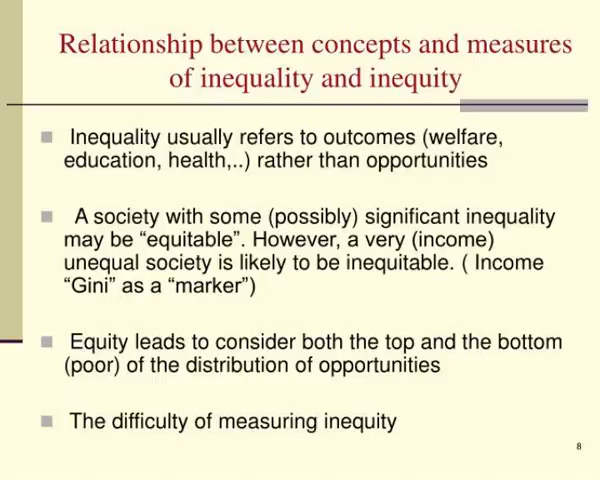 Relationship between concepts and measures
of inequality and inequity
Inequality usually refers to outcomes (welfare,
education, health,..) rather than opportunities
A society with some (possibly) significant inequality
may be “equitable”. However, a very (income)
unequal society is likely to be inequitable. ( Income
“Gini” as a “marker”)
Equity leads to consider both the top and the bottom
(poor) of the distribution of opportunities
The difficulty of measuring inequity
8